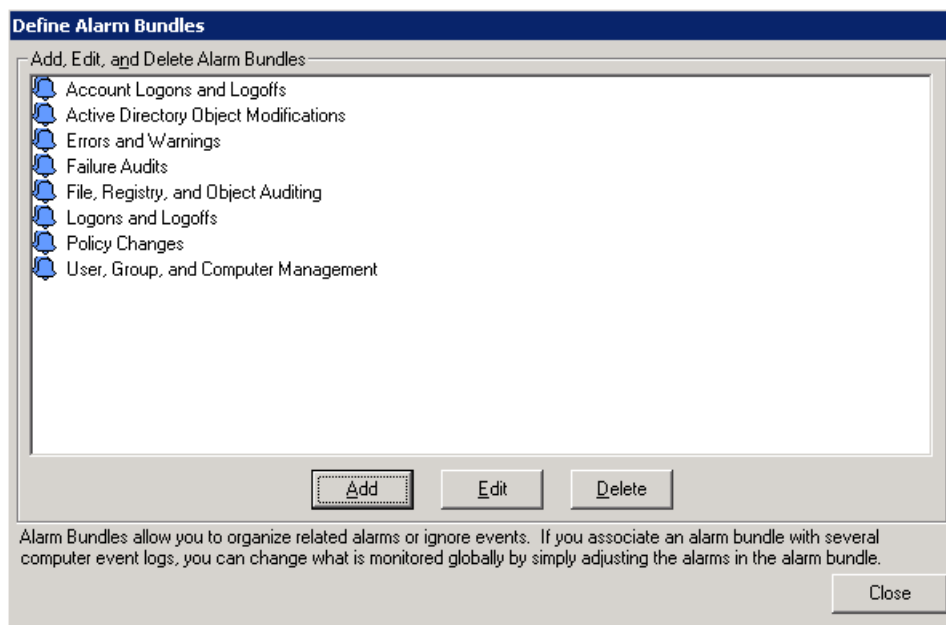 Define Alarm Bundles
Add, Edit, and Delete Alarm Bundles
Account Logons and Logoffs
Active Directory Object Modifications
Errors and Warnings
Failure Audits
File, Registry, and Object Auditing
Logons and Logoffs
Policy Changes
User, Group, and Computer Management
Add Edit Delete
Alarm Bundles allow you to organize related alarms or ignore events. If you associate an alarm bundle with several
computer event logs, you can change what is monitored globally by simply adjusting the alarms in the alarm bundle.
Close